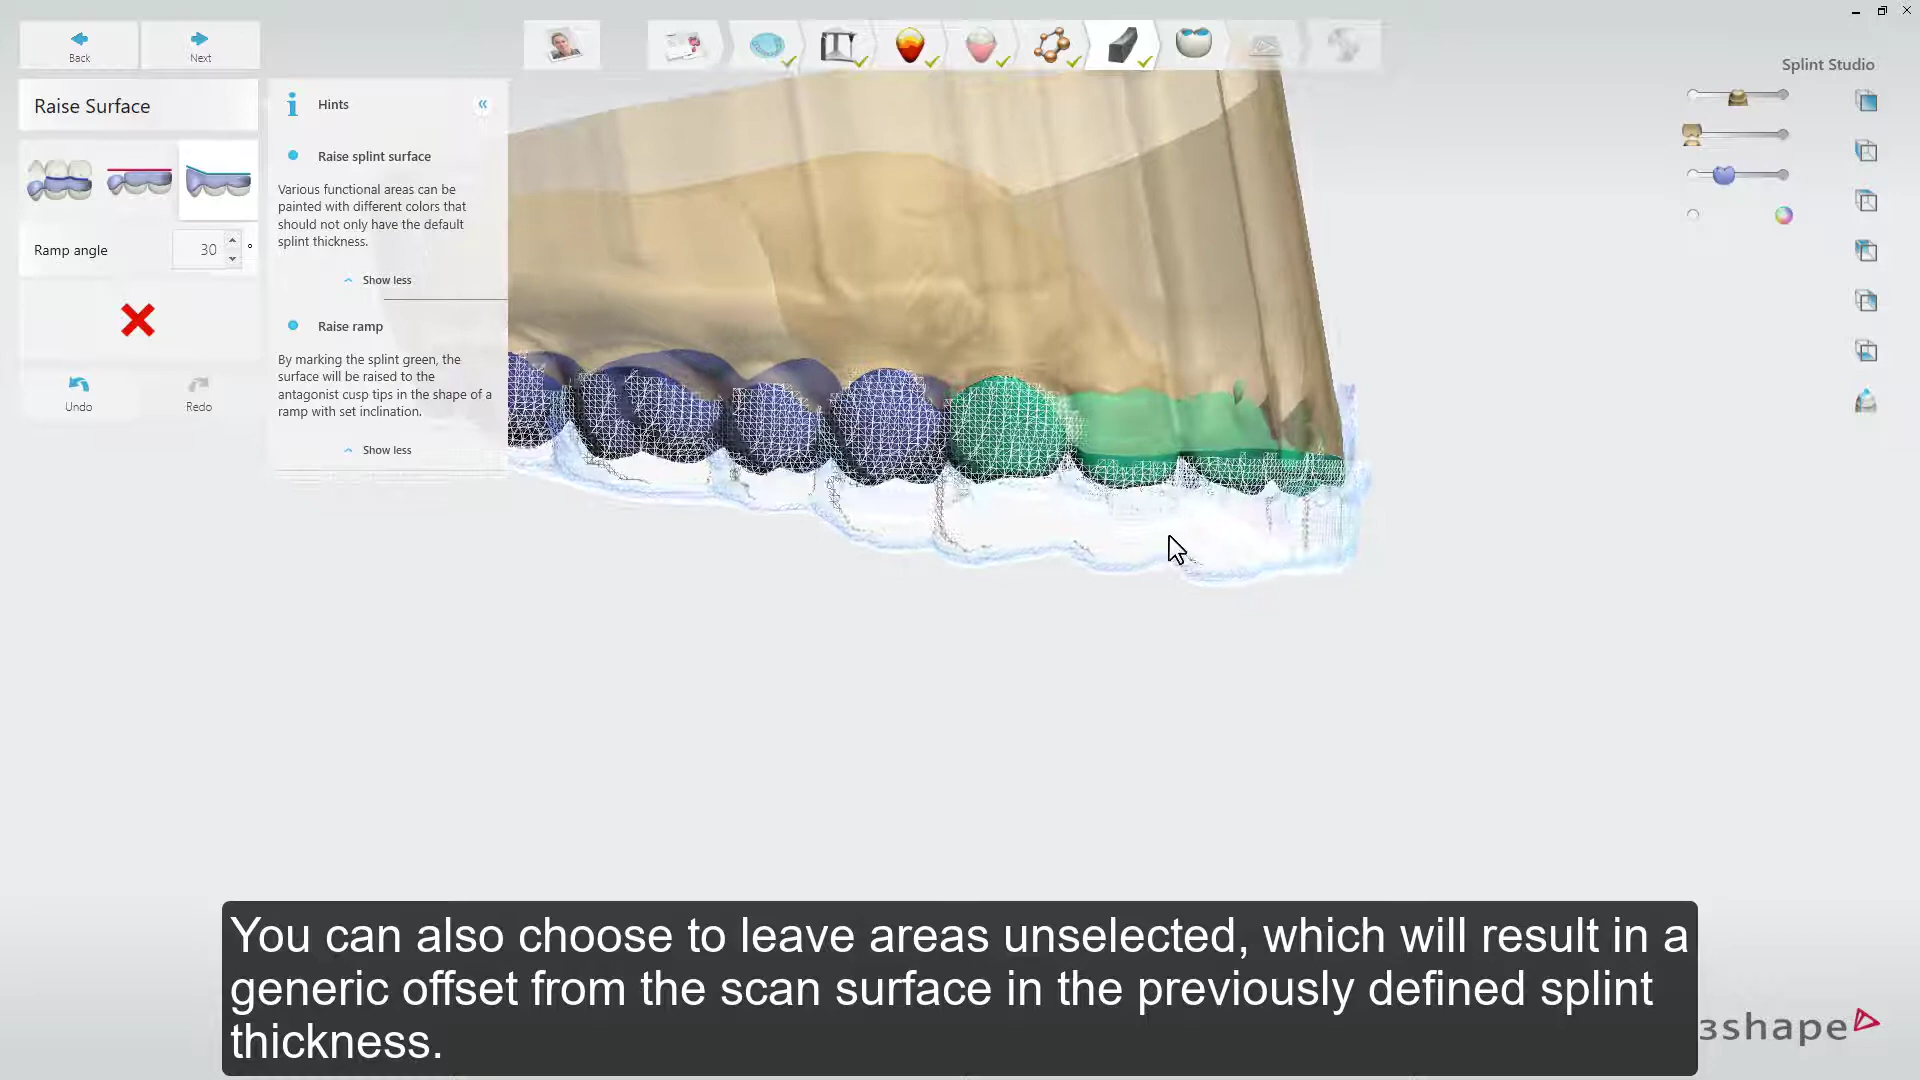 Back
Next
Splint Studio
Raise Surface
Hints
Raise splint surface
Various functional areas can be
painted with different colors that
should not only have the default
splint thickness.
Show less
Ramp angle
30
°
Raise ramp
By marking the splint green, the
surface will be raised to the
antagonist cusp tips in the shape of a
ramp with set inclination.
Show less
Undo
Redo
You can also choose to leave areas unselected, which will result in a
generic offset from the scan surface in the previously defined splint
thickness.
3shape